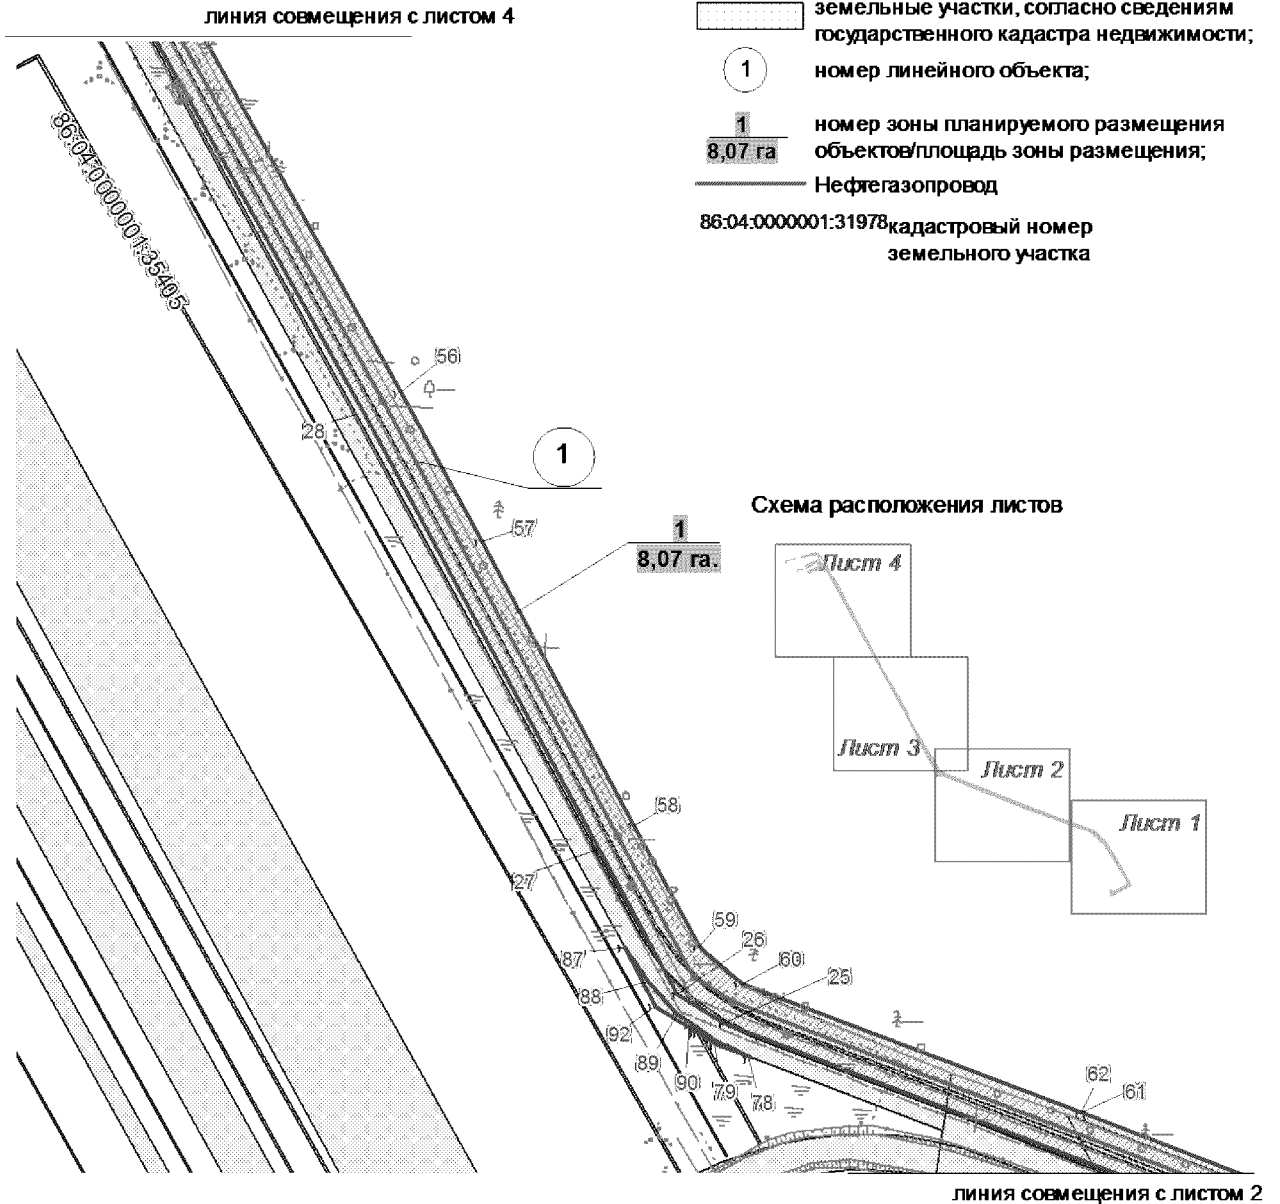 линия совмещения с листом 4
земельные участки, согласно сведениям
государственного кадастра недвижимости;
1
номер линейного объекта;
1
8,07 га
номер зоны планируемого размещения
объектов/площадь зоны размещения;
Нефтегазопровод
86:04:0000001:31978
кадастровый номер
земельного участка
86:04:0000001:35405
(56)
(28)
1
(57)
1
8,07 га.
Схема расположения листов
Лист 4
Лист 3
Лист 2
Лист 1
(58)
(27)
(59)
(26)
(60)
(25)
(87)
(88)
(92)
(89)
(90)
(79)
(78)
(62)
(61)
линия совмещения с листом 2